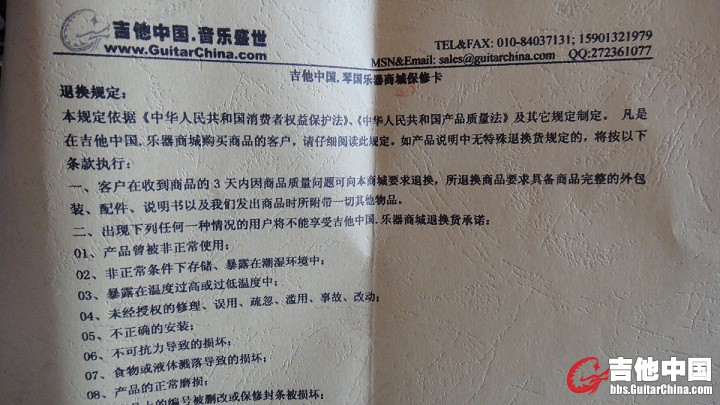 吉他中国.音乐盛世
www.GuitarChina.com
TEL&FAX: 010-84037131; 15901321979
MSN&Email: sales@guitarchina.com QQ:272361077
吉他中国.琴国乐器商城保修卡
退换规定:
本规定依据《中华人民共和国消费者权益保护法》、《中华人民共和国产品质量法》及其它规定制定。 凡是
在吉他中国.乐器商城购买商品的客户,请仔细阅读此规定。如产品说明中无特殊退换货规定的,将按以下
条款执行:
一、客户在收到商品的 3 天内因商品质量问题可向本商城要求退换,所退换商品要求具备商品完整的外包
装、配件、说明书以及我们发出商品时所附带一切其他物品。
二、出现下列任何一种情况的用户将不能享受吉他中国.乐器商城退换货承诺:
01、产品曾被非正常使用;
02、非正常条件下存储、暴露在潮湿环境中;
03、暴露在温度过高或过低温度中;
04、未经授权的修理、误用、疏忽、滥用、事故、改动;
05、不正确的安装;
06、不可抗力导致的损坏;
07、食物或液体溅落导致的损坏;
08、产品的正常磨损;
上的编号被删改或保修封条被损坏;
吉他中国
bbs.GuitarChina.com